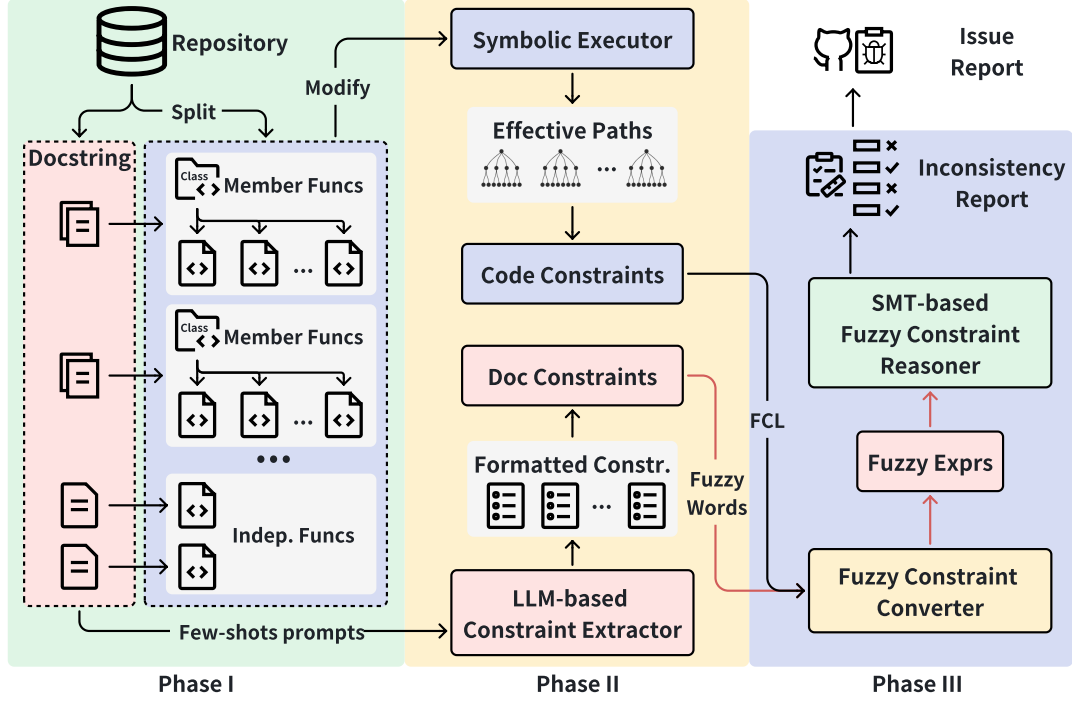 Repository
Split
Modify
Docstring
Class
Member Funcs
...
Class
Member Funcs
...
...
Indep. Funcs
Few-shots prompts
Phase I
Symbolic Executor
Effective Paths
...
Code Constraints
Doc Constraints
Formatted Constr.
...
LLM-based
Constraint Extractor
Phase II
FCL
Fuzzy
Words
Issue
Report
Inconsistency
Report
SMT-based
Fuzzy Constraint
Reasoner
Fuzzy Exprs
Fuzzy Constraint
Converter
Phase III